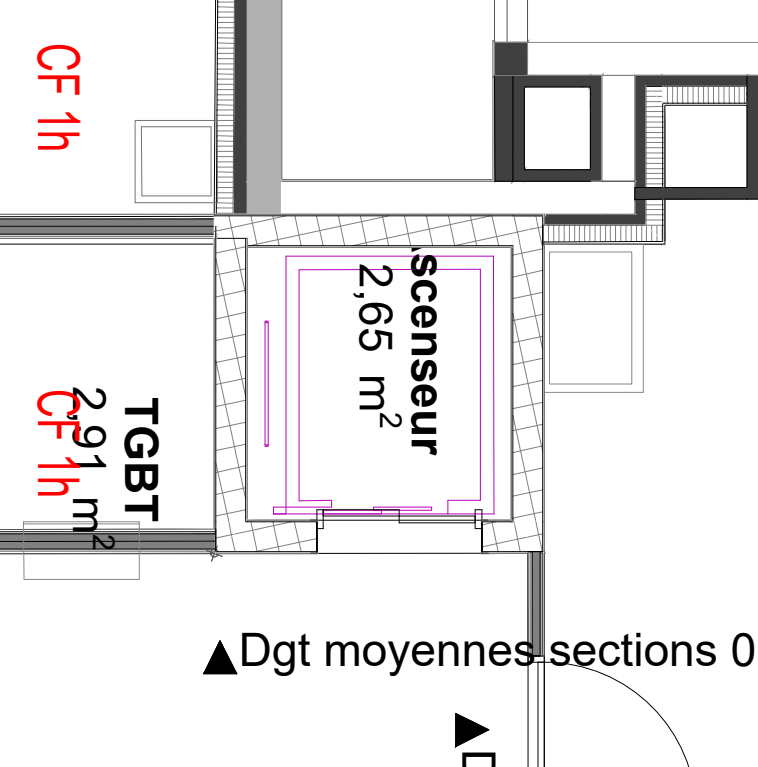 CF 1h
scenseur
2,65 m²
TGBT
2,91 m²
CF 1h
Dgt moyennes sections 0